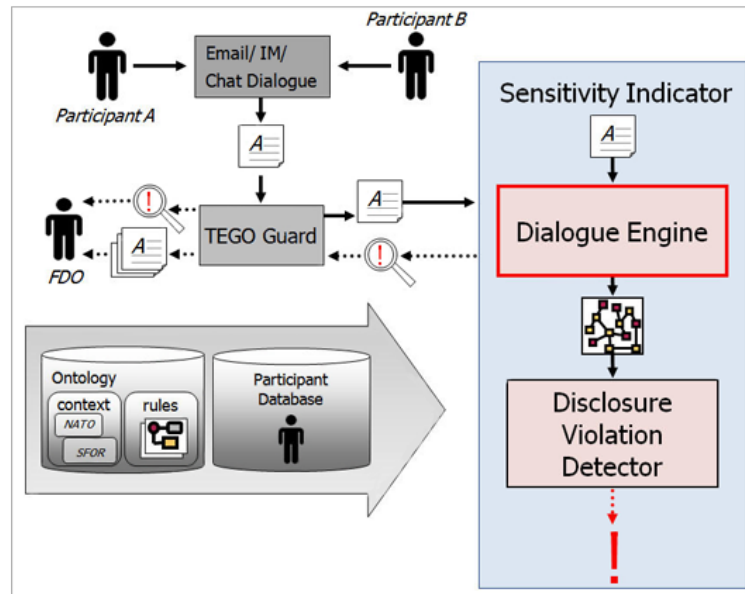 Participant B
Email/ IM/
Chat Dialogue
Participant A
Sensitivity Indicator
A
A
A
!
TEGO Guard
Dialogue Engine
A
!
FDO
Ontology
context
rules
NATO
SFOR
Participant
Database
Disclosure
Violation
Detector
!